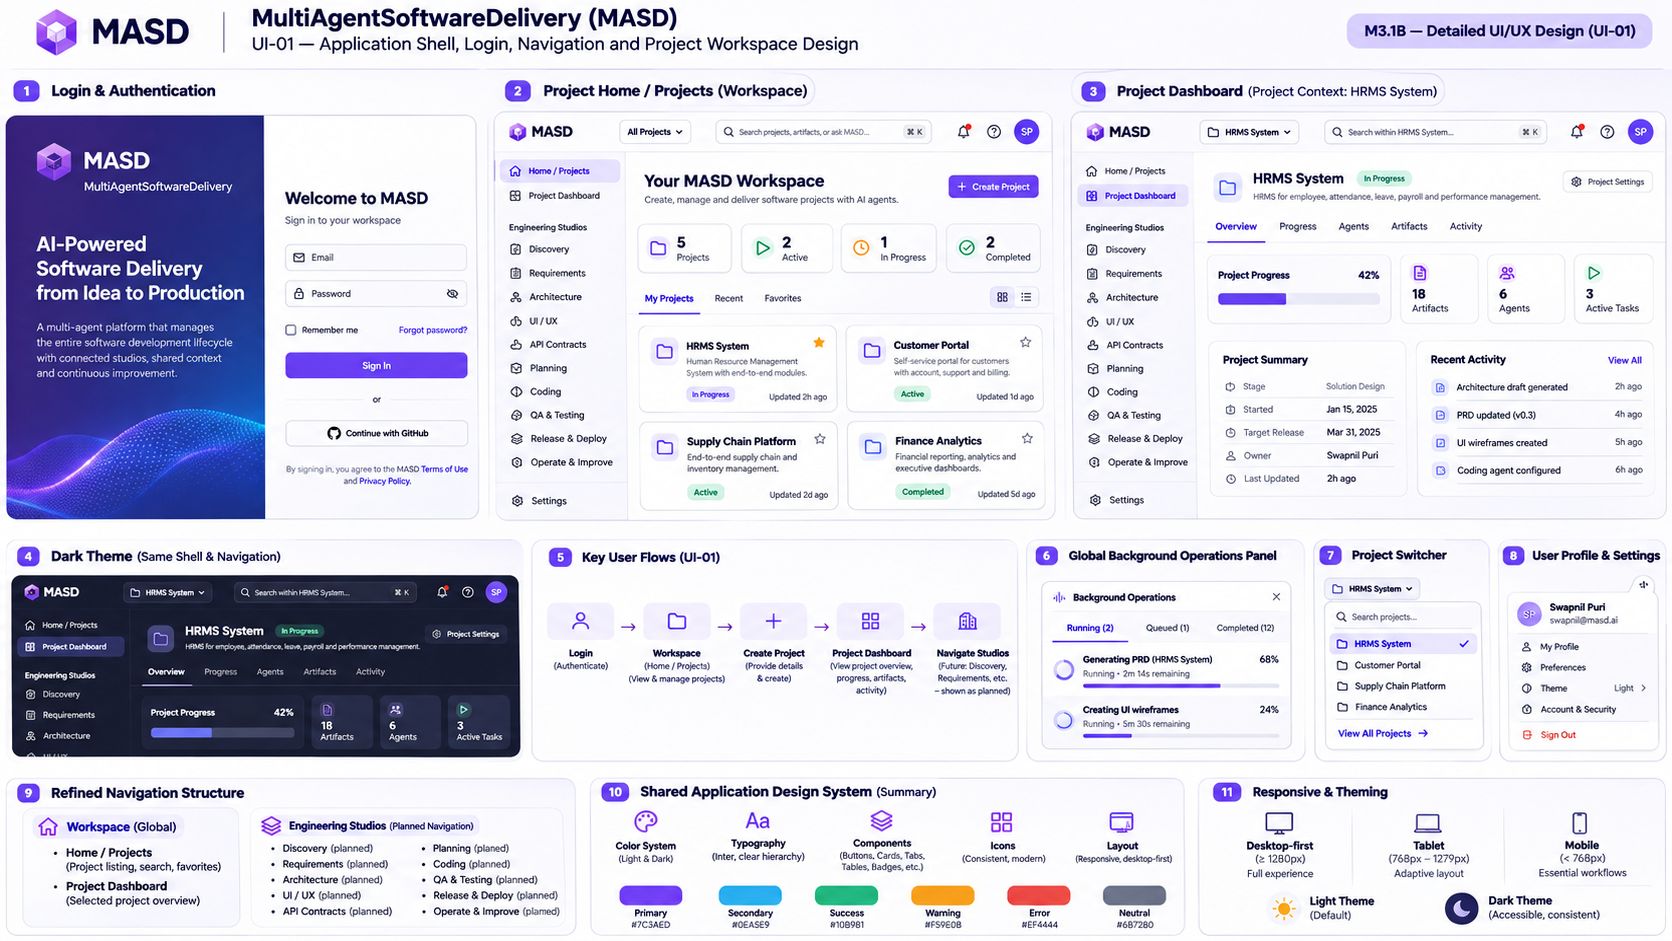 MASD
MultiAgentSoftwareDelivery (MASD)
UI-01 — Application Shell, Login, Navigation and Project Workspace Design
M3.1B — Detailed UI/UX Design (UI-01)
1 Login & Authentication
MASD
MultiAgentSoftwareDelivery
AI-Powered
Software Delivery
from Idea to Production
A multi-agent platform that manages
the entire software development lifecycle
with connected studios, shared context
and continuous improvement.
Welcome to MASD
Sign in to your workspace
Email
Password
Remember me Forgot password?
Sign In
or
Continue with GitHub
By signing in, you agree to the MASD Terms of Use
and Privacy Policy.
2 Project Home / Projects (Workspace)
MASD
All Projects
Search projects, artifacts, or ask MASD...
⌘ K
SP
Home / Projects
Project Dashboard
Engineering Studios
Discovery
Requirements
Architecture
UI / UX
API Contracts
Planning
Coding
QA & Testing
Release & Deploy
Operate & Improve
Settings
Your MASD Workspace
Create, manage and deliver software projects with AI agents.
+ Create Project
5
Projects
2
Active
1
In Progress
2
Completed
My Projects Recent Favorites
HRMS System
Human Resource Management
System with end-to-end modules.
In Progress Updated 2h ago
Customer Portal
Self-service portal for customers
with account, support and billing.
Active Updated 1d ago
Supply Chain Platform
End-to-end supply chain and
inventory management.
Active Updated 2d ago
Finance Analytics
Financial reporting, analytics and
executive dashboards.
Completed Updated 5d ago
3 Project Dashboard (Project Context: HRMS System)
MASD
HRMS System
Search within HRMS System...
⌘ K
SP
Home / Projects
Project Dashboard
Engineering Studios
Discovery
Requirements
Architecture
UI / UX
API Contracts
Planning
Coding
QA & Testing
Release & Deploy
Operate & Improve
Settings
HRMS System In Progress
HRMS for employee, attendance, leave, payroll and performance management.
Project Settings
Overview Progress Agents Artifacts Activity
Project Progress 42%
18
Artifacts
6
Agents
3
Active Tasks
Project Summary
Stage Solution Design
Started Jan 15, 2025
Target Release Mar 31, 2025
Owner Swapnil Puri
Last Updated 2h ago
Recent Activity View All
Architecture draft generated 2h ago
PRD updated (v0.3) 4h ago
UI wireframes created 5h ago
Coding agent configured 6h ago
4 Dark Theme (Same Shell & Navigation)
MASD
HRMS System
Search within HRMS System...
⌘ K
SP
Home / Projects
Project Dashboard
Engineering Studios
Discovery
Requirements
Architecture
HRMS System In Progress
HRMS for employee, attendance, leave, payroll and performance management.
Project Settings
Overview Progress Agents Artifacts Activity
Project Progress 42%
18
Artifacts
6
Agents
3
Active Tasks
5 Key User Flows (UI-01)
Login
(Authenticate)
Workspace
(Home / Projects)
(View & manage projects)
Create Project
(Provide details
& create)
Project Dashboard
(View project overview,
progress, artifacts,
activity)
Navigate Studios
(Future: Discovery,
Requirements, etc.
– shown as planned)
6 Global Background Operations Panel
Background Operations
Running (2) Queued (1) Completed (12)
Generating PRD (HRMS System) 68%
Running • 2m 14s remaining
Creating UI wireframes 24%
Running • 5m 30s remaining
7 Project Switcher
HRMS System
Search projects...
HRMS System
Customer Portal
Supply Chain Platform
Finance Analytics
View All Projects →
8 User Profile & Settings
SP
Swapnil Puri
swapnil@masd.ai
My Profile
Preferences
Theme Light
Account & Security
Sign Out
9 Refined Navigation Structure
Workspace (Global)
• Home / Projects
(Project listing, search, favorites)
• Project Dashboard
(Selected project overview)
Engineering Studios (Planned Navigation)
• Discovery (planned)
• Requirements (planned)
• Architecture (planned)
• UI / UX (planned)
• API Contracts (planned)
• Planning (planed)
• Coding (planned)
• QA & Testing (planned)
• Release & Deploy (planned)
• Operate & Improve (plamed)
10 Shared Application Design System (Summary)
Color System
(Light & Dark)
Aa
Typography
(Inter, clear hierarchy)
Components
(Buttons, Cards, Tabs,
Tables, Badges, etc.)
Icons
(Consistent, modern)
Layout
(Responsive, desktop-first)
Primary
#7C3AED
Secondary
#0EA5E9
Success
#10B981
Warning
#F59E0B
Error
#EF4444
Neutral
#6B7280
11 Responsive & Theming
Desktop-first
(≥ 1280px)
Full experience
Tablet
(768px – 1279px)
Adaptive layout
Mobile
(< 768px)
Essential workflows
Light Theme
(Default)
Dark Theme
(Accessible, consistent)